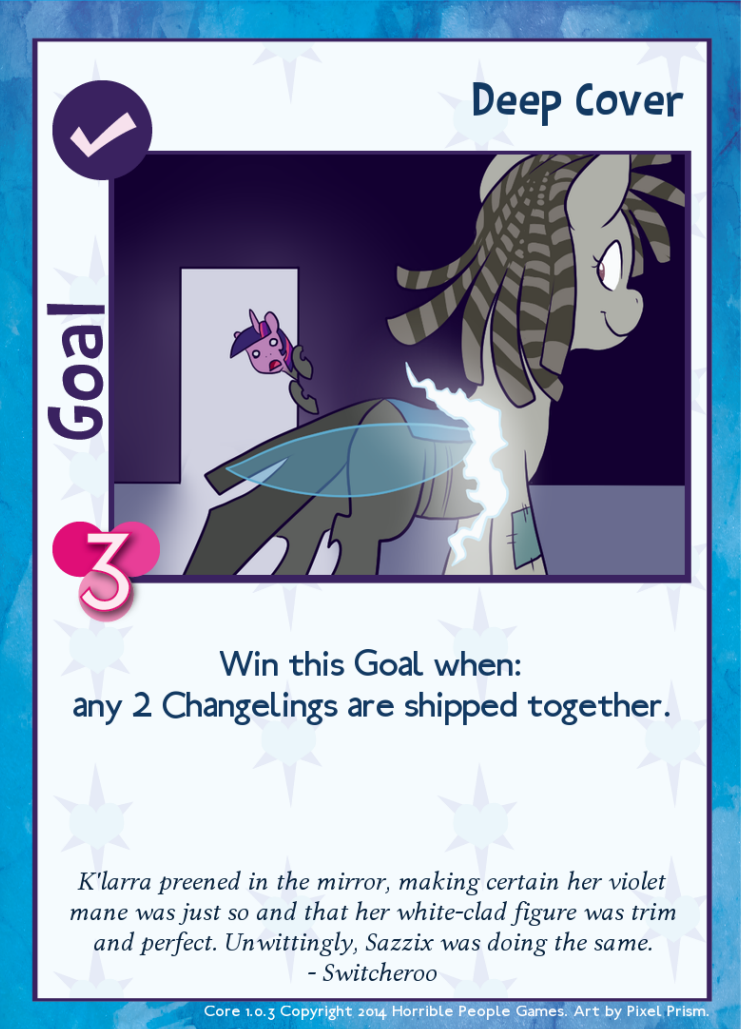 Deep Cover
Goal
3
Win this Goal when:
any 2 Changelings are shipped together.
K'larra preened in the mirror, making certain her violet
mane was just so and that her white-clad figure was trim
and perfect. Unwittingly, Sazzix was doing the same.
- Switcheroo
Core 1.0.3 Copyright 2014 Horrible People Games. Art by Pixel Prism.